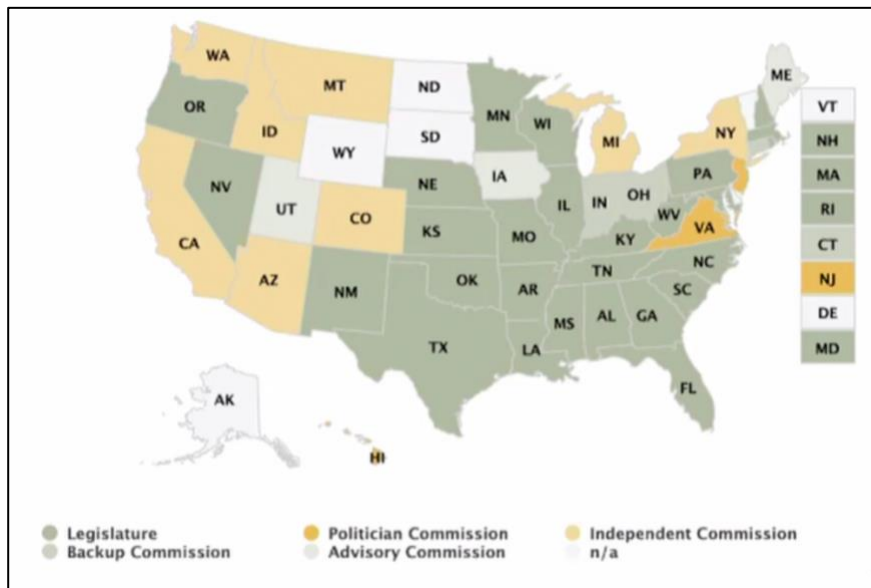 WA
MT
ND
ME
MN
OR
ID
SD
WI
MI
NY
WY
PA
NE
IA
NV
IL
IN
OH
UT
WV
CO
VA
CA
KS
MO
KY
NC
TN
AZ
OK
NM
AR
SC
MS
AL
GA
TX
LA
FL
AK
HI
VT
NH
MA
RI
CT
NJ
DE
MD
Legislature
Politician Commission
Independent Commission
Backup Commission
Advisory Commission
n/a